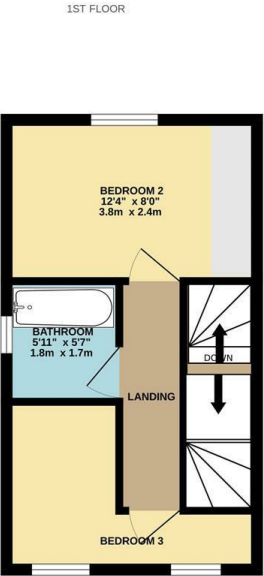 1ST FLOOR
BEDROOM 2
12'4" x 8'0"
3.8m x 2.4m
BATHROOM
5'11" x 5'7"
1.8m x 1.7m
DOWN
LANDING
BEDROOM 3